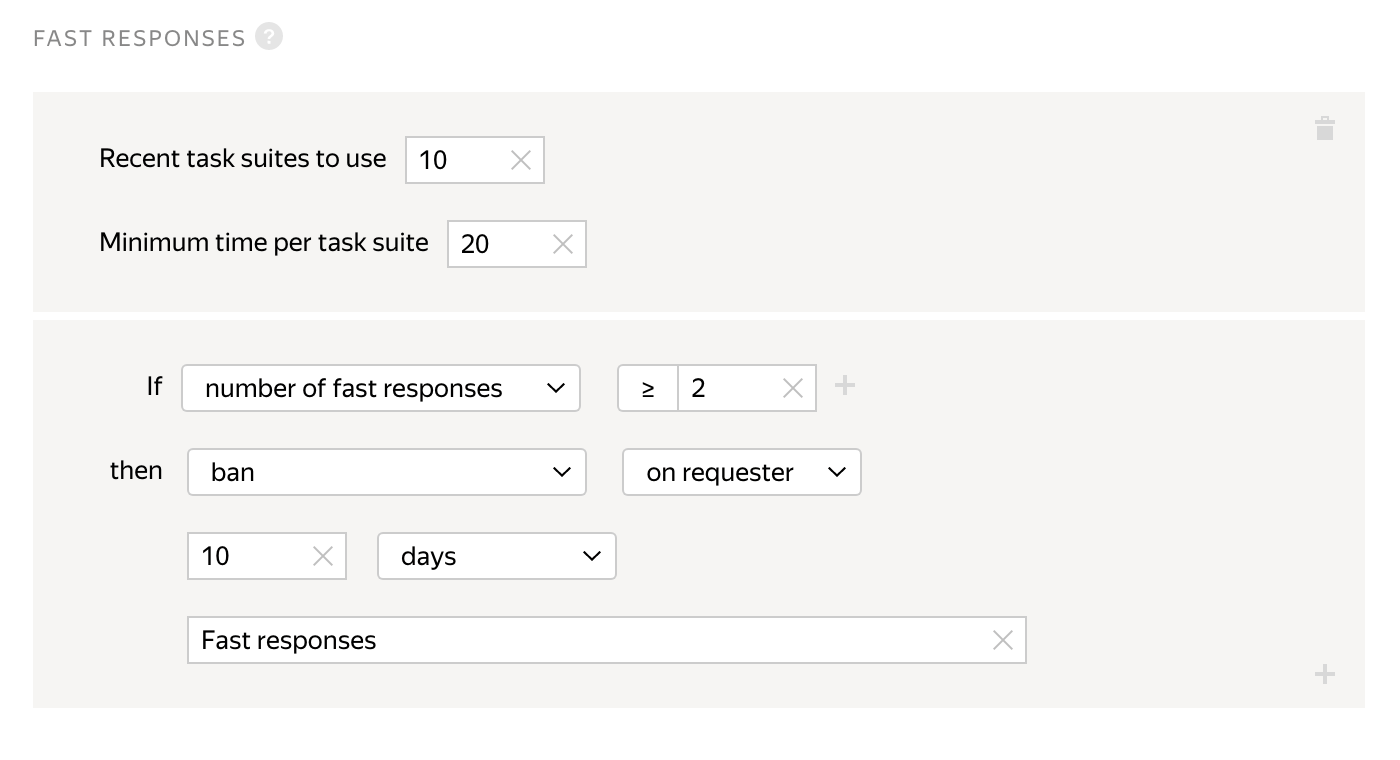 FAST RESPONSES ?
Recent task suites to use 10
Minimum time per task suite 20
If number of fast responses ≥ 2
then ban on requester
10 days
Fast responses